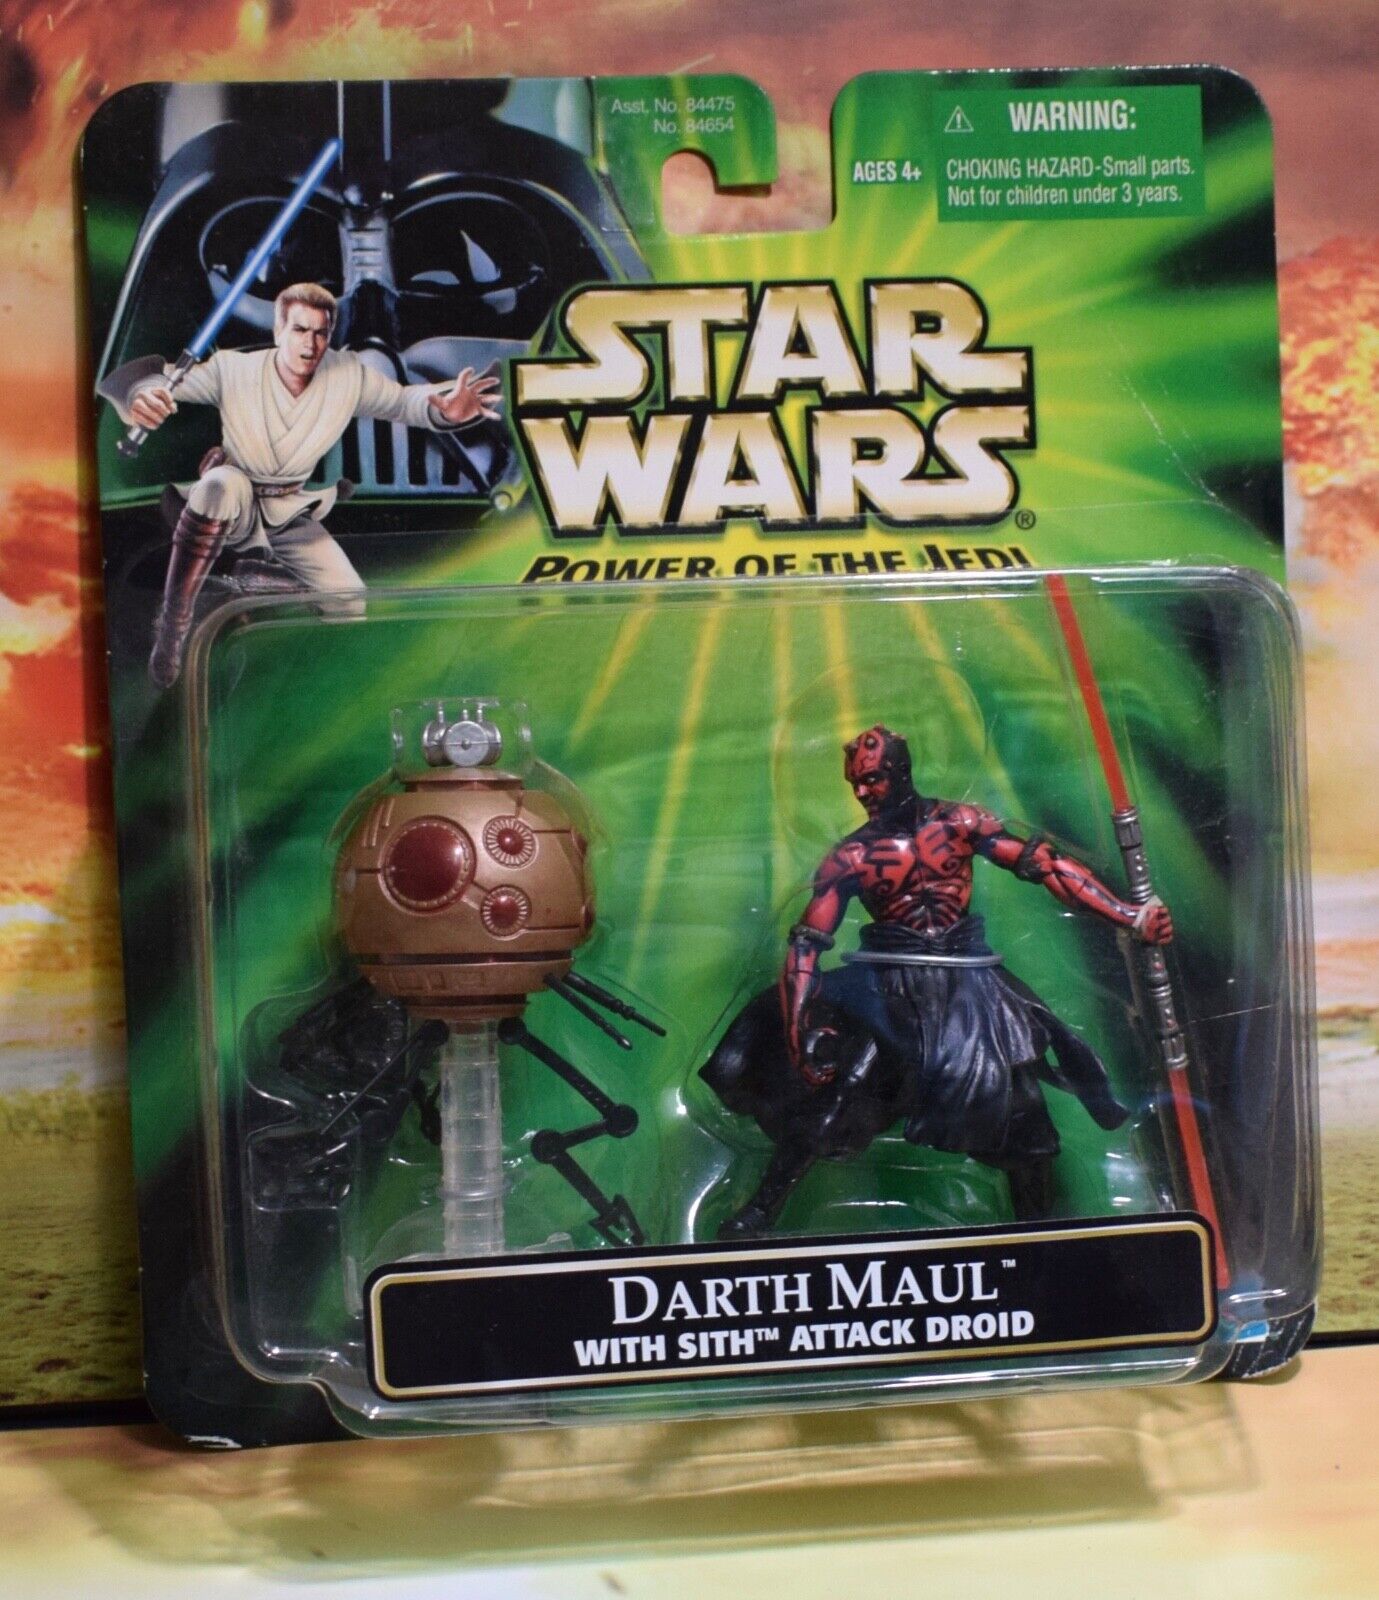 Asst. No. 84475
No. 84654
AGES 4+
⚠ WARNING:
CHOKING HAZARD-Small parts.
Not for children under 3 years.
STAR
WARS®
POWER OF THE JEDI
DARTH MAUL™
WITH SITH™ ATTACK DROID